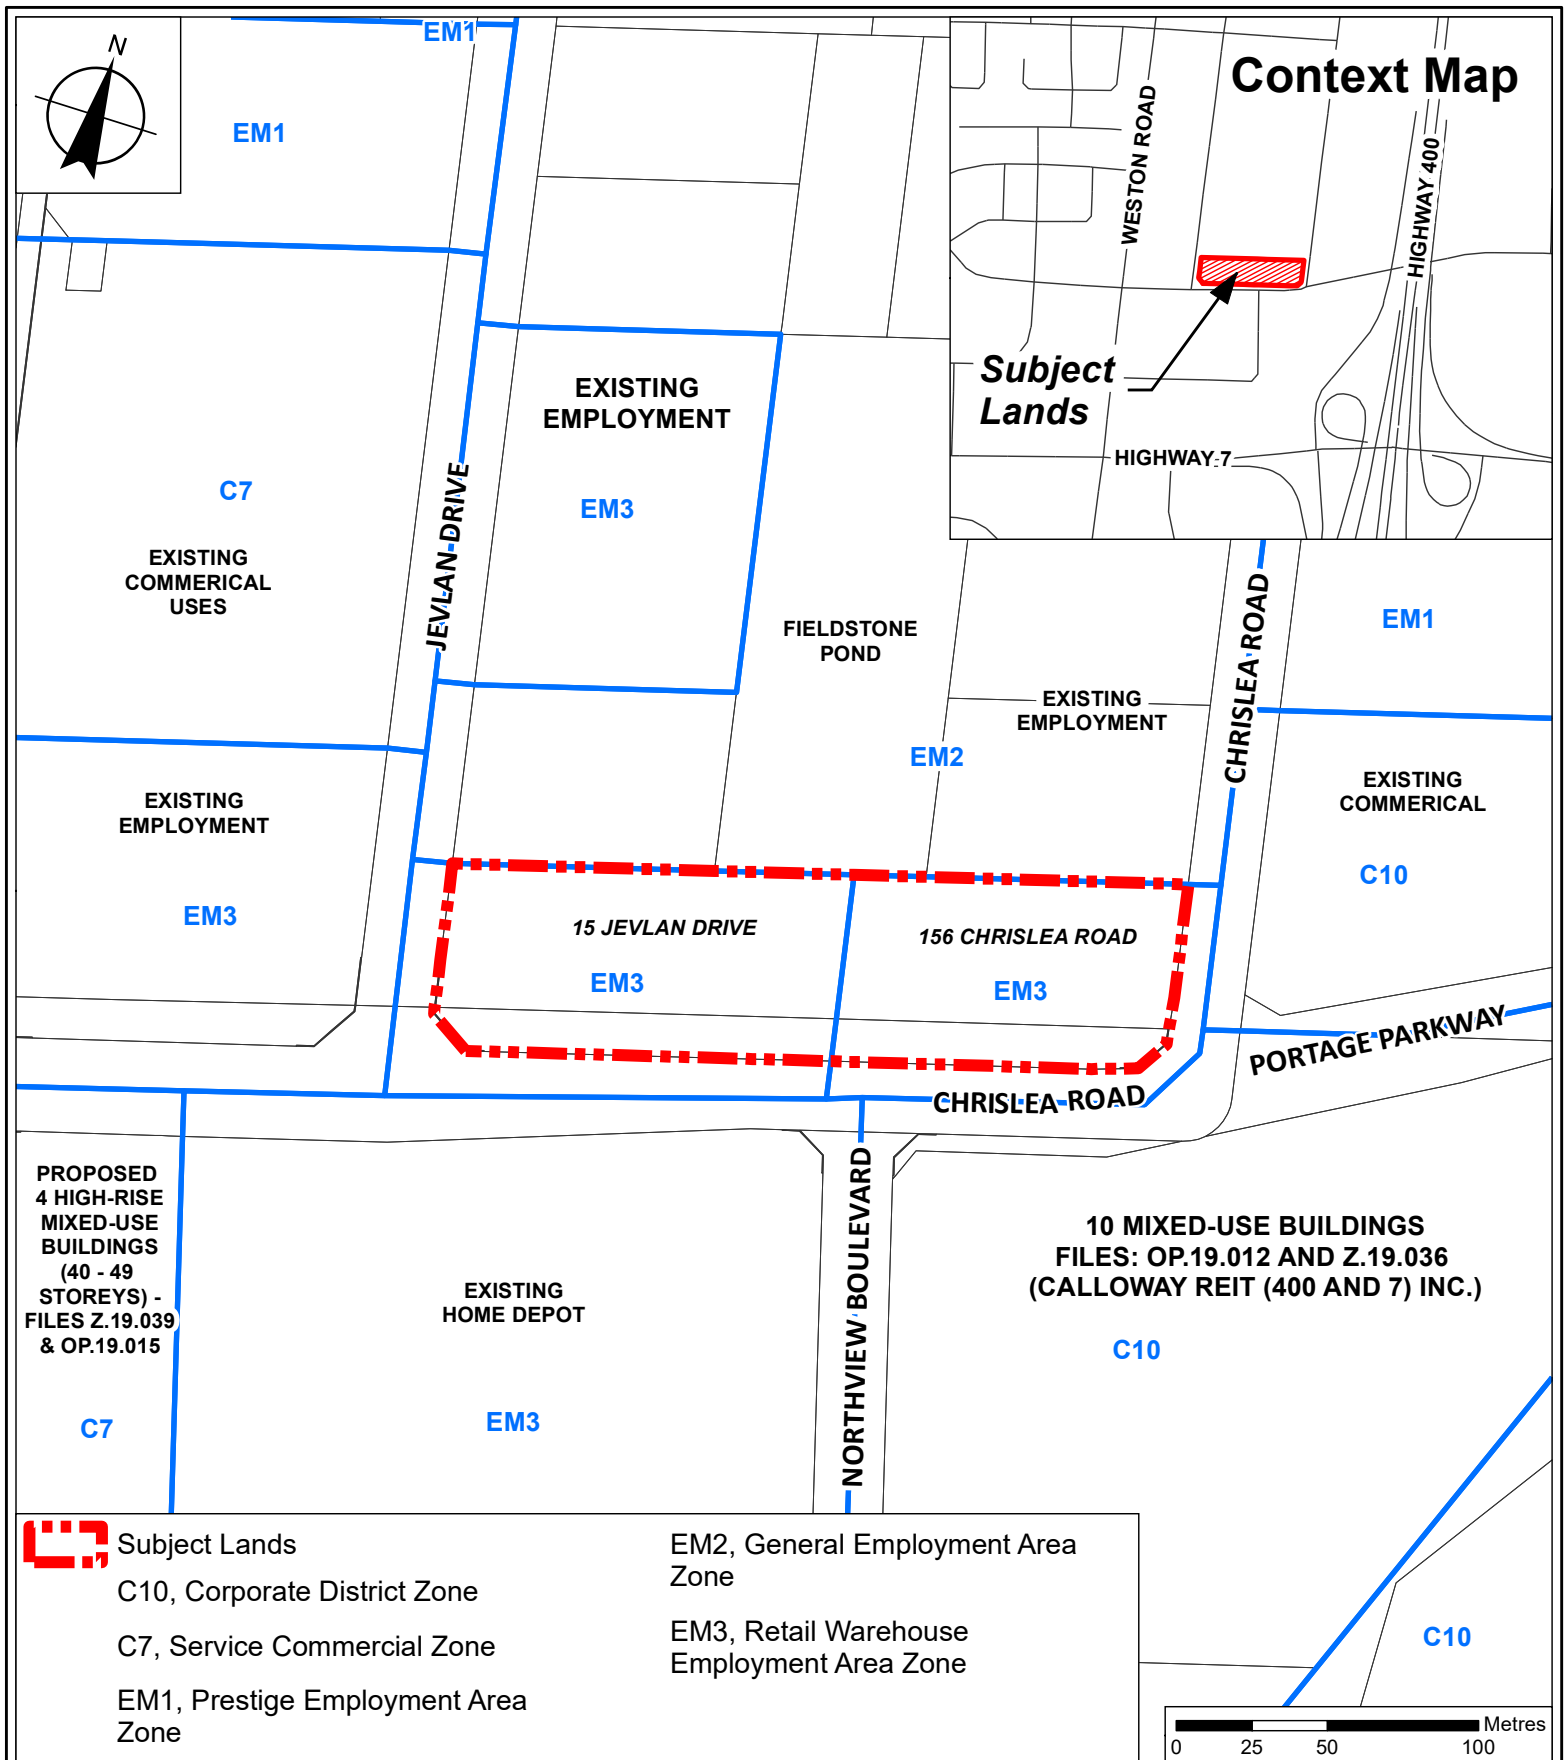 N
EM1
EM1
Context Map
WESTON ROAD
HIGHWAY 400
Subject
Lands
HIGHWAY 7
EXISTING
EMPLOYMENT
EM3
C7
EXISTING
COMMERICAL
USES
JEVLAN DRIVE
FIELDSTONE
POND
CHRISLEA ROAD
EM1
EXISTING
EMPLOYMENT
EM2
EXISTING
COMMERICAL
C10
EXISTING
EMPLOYMENT
EM3
15 JEVLAN DRIVE
EM3
156 CHRISLEA ROAD
EM3
PORTAGE PARKWAY
CHRISLEA ROAD
PROPOSED
4 HIGH-RISE
MIXED-USE
BUILDINGS
(40 - 49
STOREYS) -
FILES Z.19.039
& OP.19.015
C7
EXISTING
HOME DEPOT
EM3
NORTHVIEW BOULEVARD
10 MIXED-USE BUILDINGS
FILES: OP.19.012 AND Z.19.036
(CALLOWAY REIT (400 AND 7) INC.)
C10
C10
Subject Lands
C10, Corporate District Zone
C7, Service Commercial Zone
EM1, Prestige Employment Area
Zone
EM2, General Employment Area
Zone
EM3, Retail Warehouse
Employment Area Zone
Metres
0 25 50 100